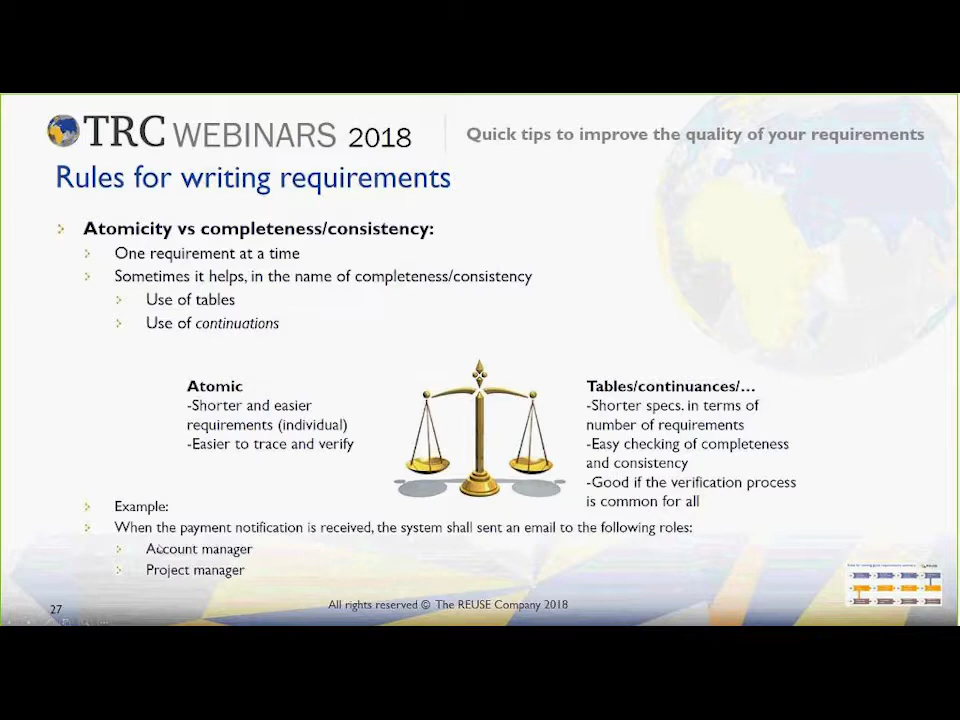 TRC WEBINARS 2018
Quick tips to improve the quality of your requirements
Rules for writing requirements
Atomicity vs completeness/consistency:
One requirement at a time
Sometimes it helps, in the name of completeness/consistency
Use of tables
Use of continuations
Atomic
-Shorter and easier
requirements (individual)
-Easier to trace and verify
Tables/continuances/…
-Shorter specs. in terms of
number of requirements
-Easy checking of completeness
and consistency
-Good if the verification process
is common for all
Example:
When the payment notification is received, the system shall sent an email to the following roles:
Account manager
Project manager
27
All rights reserved © The REUSE Company 2018